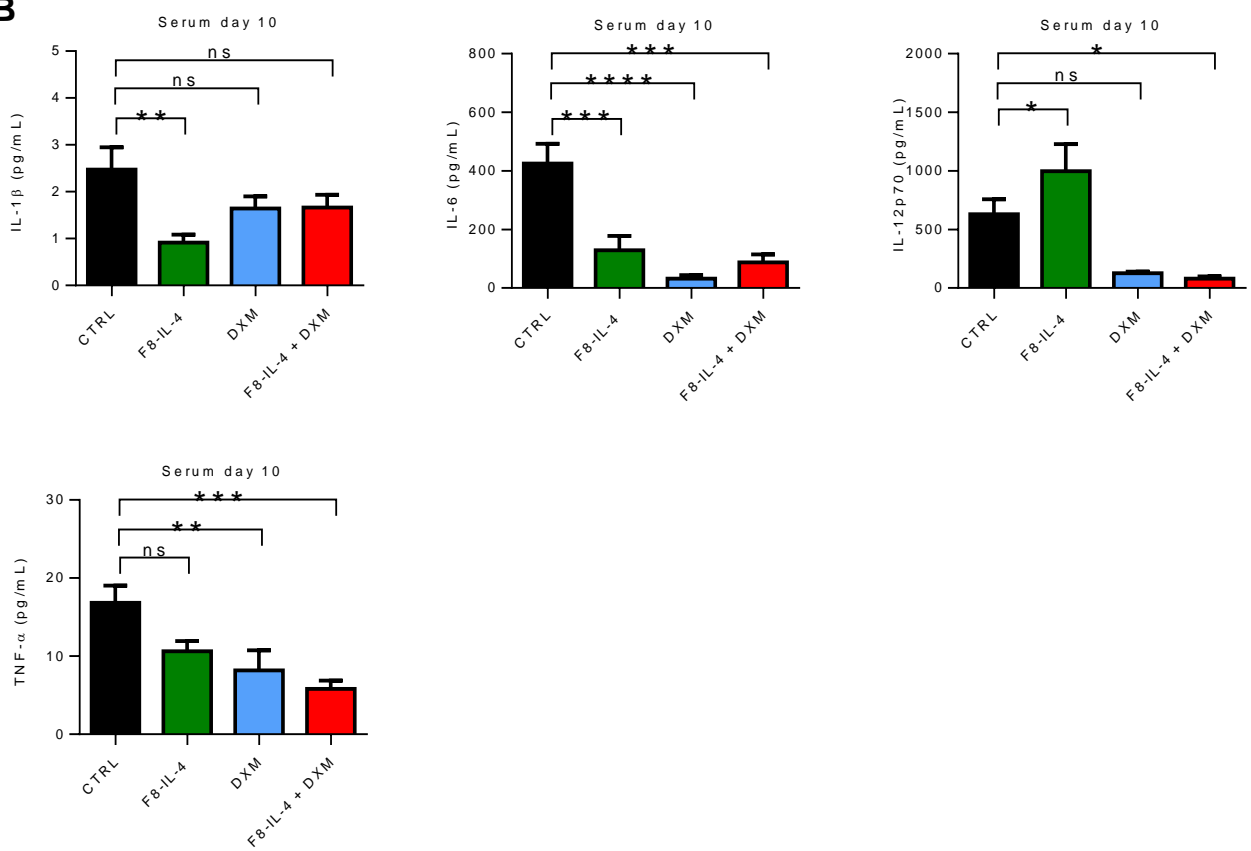 B
Serum day 10
IL-1β (pg/mL)
5
4
3
2
1
0
ns
ns
**
CTRL
F8-IL-4
DXM
F8-IL-4 + DXM
Serum day 10
IL-6 (pg/mL)
800
600
400
200
0
***
****
***
CTRL
F8-IL-4
DXM
F8-IL-4 + DXM
Serum day 10
IL-12p70 (pg/mL)
2000
1500
1000
500
0
*
ns
*
CTRL
F8-IL-4
DXM
F8-IL-4 + DXM
Serum day 10
TNF-α (pg/mL)
30
20
10
0
***
**
ns
CTRL
F8-IL-4
DXM
F8-IL-4 + DXM